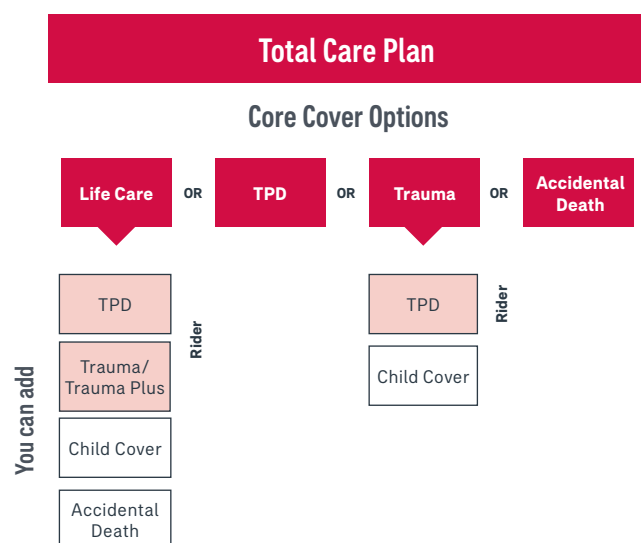 Total Care Plan
Core Cover Options
Life Care OR TPD OR Trauma OR Accidental
Death
You can add
TPD
Trauma/
Trauma Plus
Child Cover
Accidental
Death
Rider
TPD
Child Cover
Rider